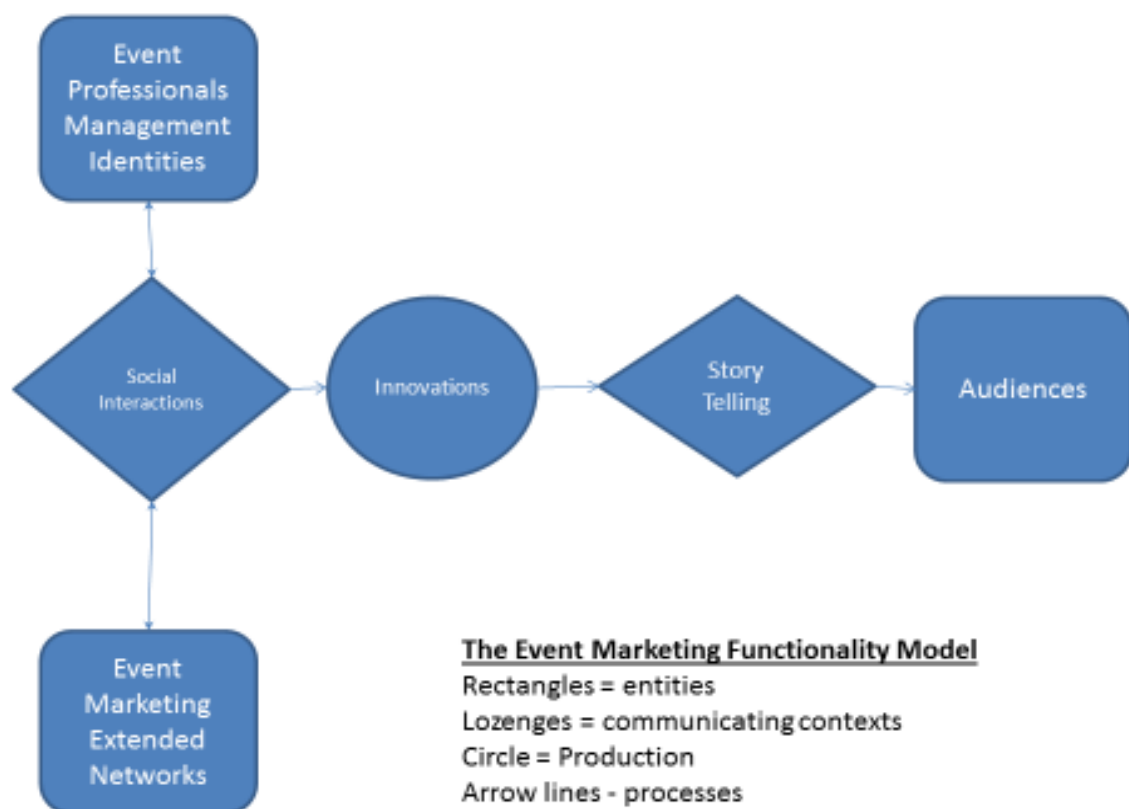 Event
Professionals
Management
Identities
Social
Interactions
Innovations
Story
Telling
Audiences
Event
Marketing
Extended
Networks
The Event Marketing Functionality Model
Rectangles = entities
Lozenges = communicating contexts
Circle = Production
Arrow lines - processes